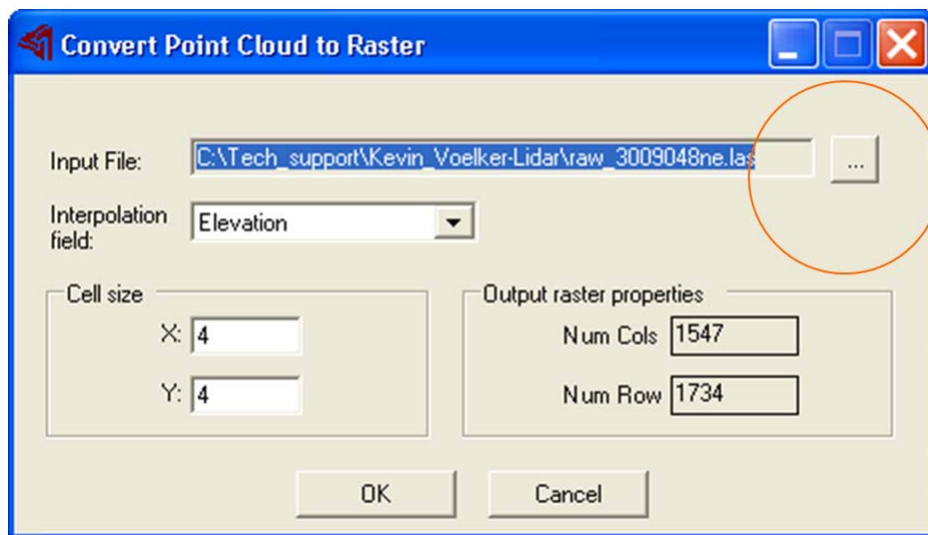 Convert Point Cloud to Raster
Input File: C:\Tech_support\Kevin_Voelker-Lidar\raw_3009048ne.las ...
Interpolation
field: Elevation
Cell size
X: 4
Y: 4
Output raster properties
Num Cols 1547
Num Row 1734
OK Cancel